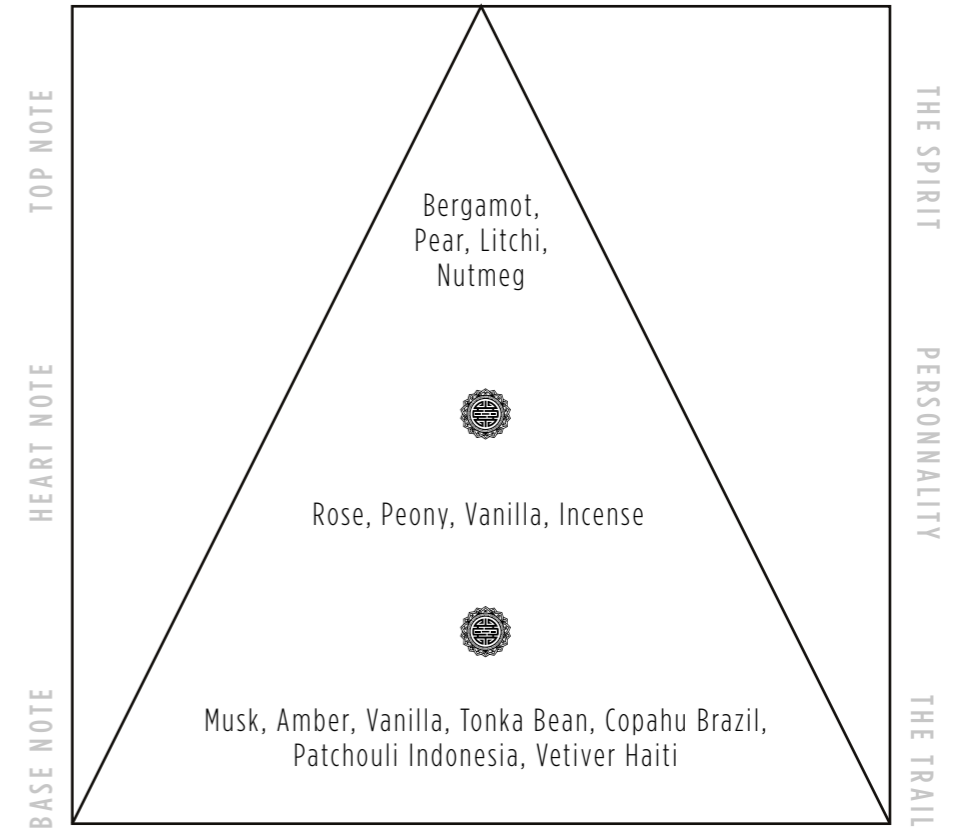 TOP NOTE
THE SPIRIT
Bergamot,
Pear, Litchi,
Nutmeg
HEART NOTE
PERSONNALITY
Rose, Peony, Vanilla, Incense
BASE NOTE
THE TRAIL
Musk, Amber, Vanilla, Tonka Bean, Copahu Brazil,
Patchouli Indonesia, Vetiver Haiti